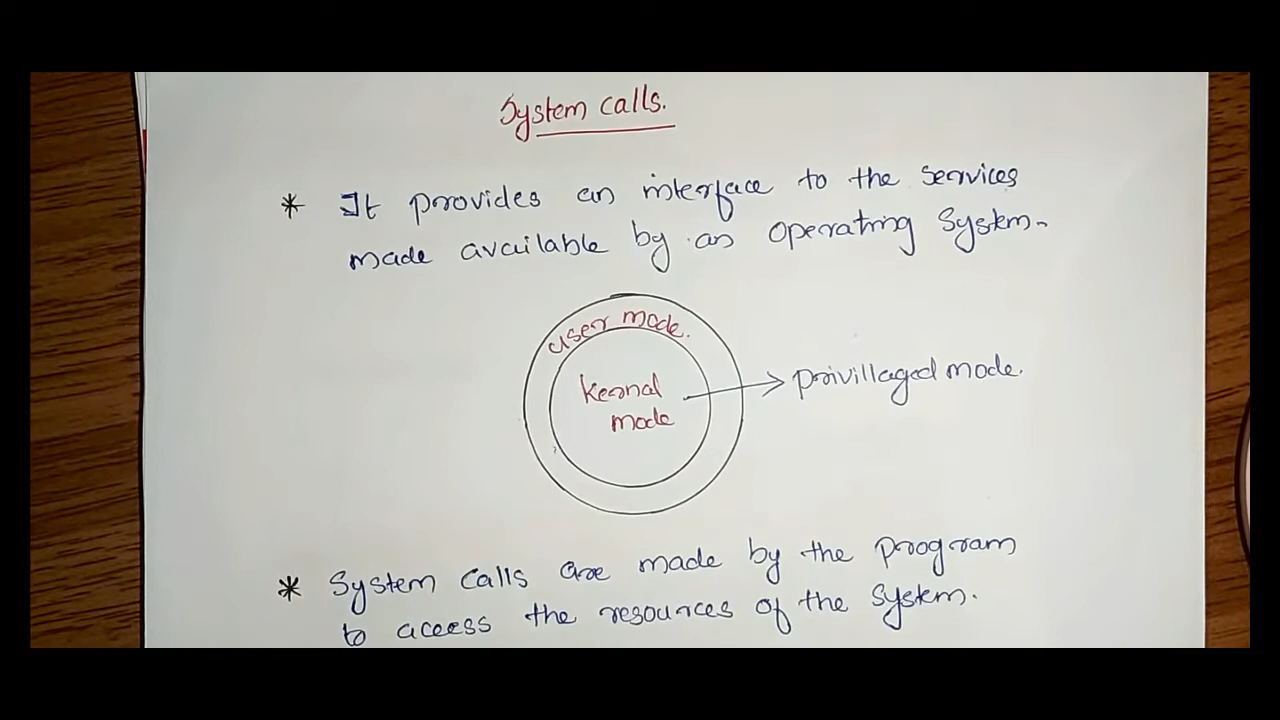 System calls.
* It provides an interface to the services
made available by an operating System.
user mode.
kernal
mode
privillaged mode.
* System calls are made by the program
to access the resources of the system.